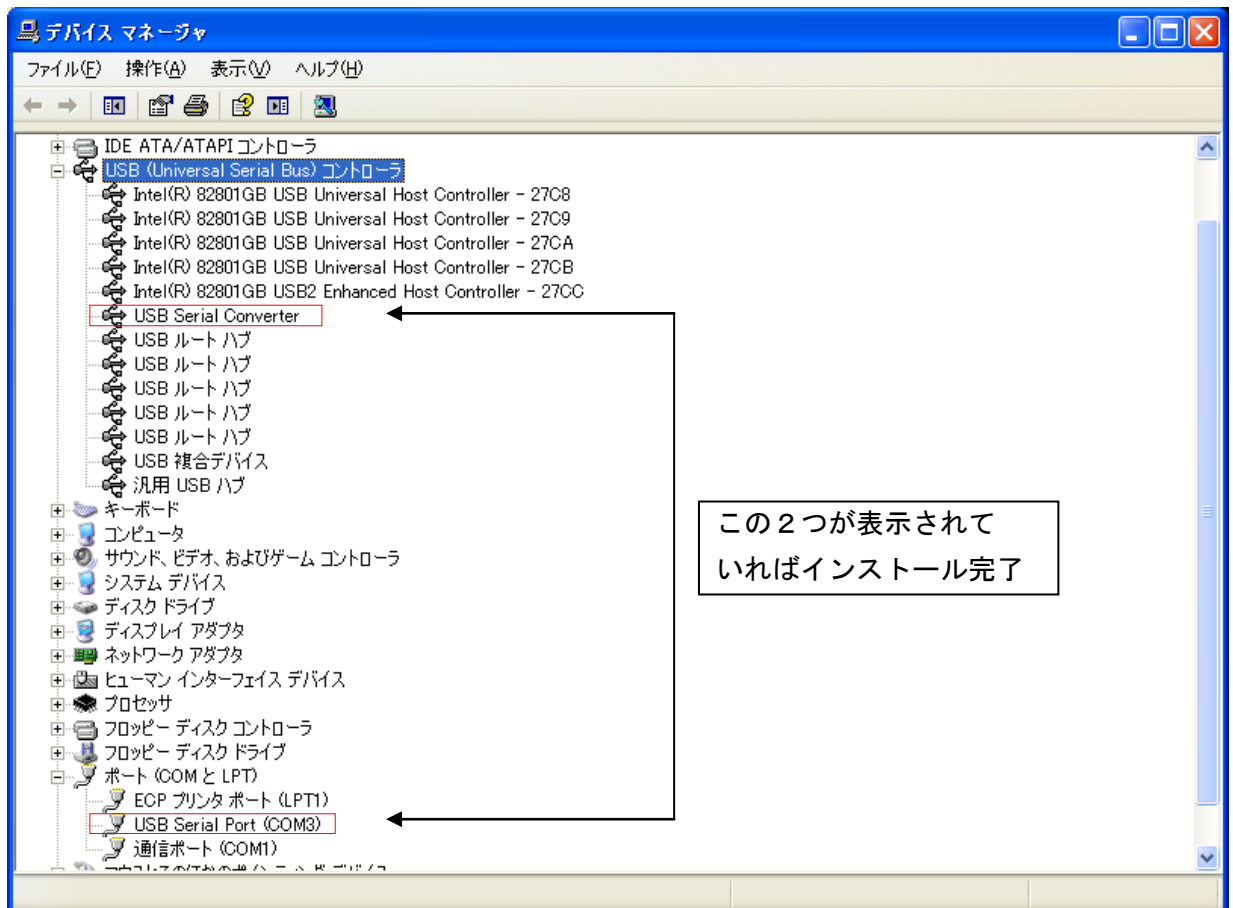 デバイス マネージャ
ファイル(F) 操作(A) 表示(V) ヘルプ(H)
IDE ATA/ATAPI コントローラ
USB (Universal Serial Bus) コントローラ
Intel(R) 82801GB USB Universal Host Controller - 27C8
Intel(R) 82801GB USB Universal Host Controller - 27C9
Intel(R) 82801GB USB Universal Host Controller - 27CA
Intel(R) 82801GB USB Universal Host Controller - 27CB
Intel(R) 82801GB USB2 Enhanced Host Controller - 27CC
USB Serial Converter
USB ルート ハブ
USB ルート ハブ
USB ルート ハブ
USB ルート ハブ
USB ルート ハブ
USB 複合デバイス
汎用 USB ハブ
キーボード
コンピュータ
サウンド、ビデオ、およびゲーム コントローラ
システム デバイス
ディスク ドライブ
ディスプレイ アダプタ
ネットワーク アダプタ
ヒューマン インターフェイス デバイス
プロセッサ
フロッピー ディスク コントローラ
フロッピー ディスク ドライブ
ポート (COM と LPT)
ECP プリンタ ポート (LPT1)
USB Serial Port (COM3)
通信ポート (COM1)
この２つが表示されて
いればインストール完了